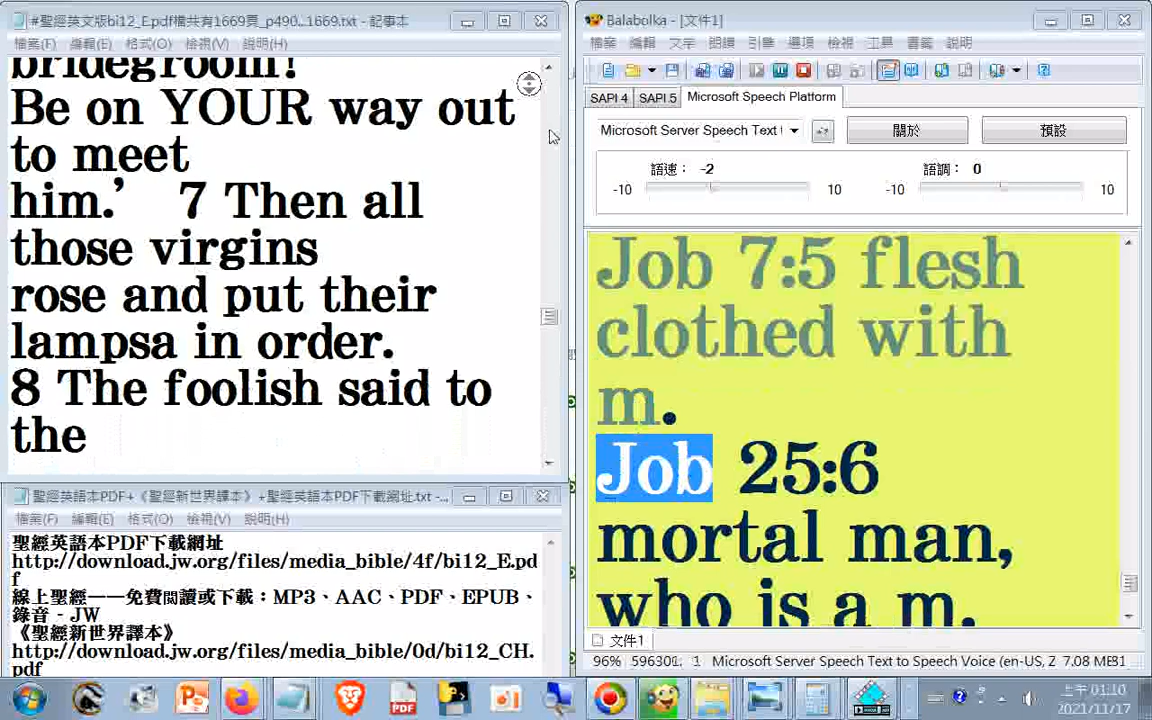 #聖經英文版bi12_E.pdf檔共有1669頁_p490...1669.txt - 記事本
檔案(F) 編輯(E) 格式(O) 檢視(V) 說明(H)
bridegroom!
Be on YOUR way out
to meet
him.’ 7 Then all
those virgins
rose and put their
lampsa in order.
8 The foolish said to
the
聖經英語本PDF+《聖經新世界譯本》+聖經英語本PDF下載網址.txt - ...
檔案(F) 編輯(E) 格式(O) 檢視(V) 說明(H)
聖經英語本PDF下載網址
http://download.jw.org/files/media_bible/4f/bi12_E.pd
f
線上聖經——免費閱讀或下載：MP3、AAC、PDF、EPUB、
錄音 - JW
《聖經新世界譯本》
http://download.jw.org/files/media_bible/0d/bi12_CH.
pdf
Balabolka - [文件1]
檔案 編輯 文字 朗讀 引擎 選項 檢視 工具 書籤 說明
SAPI 4 SAPI 5 Microsoft Speech Platform
Microsoft Server Speech Text 關於 預設
語速： -2 語調： 0
-10 10 -10 10
Job 7:5 flesh
clothed with
m.
Job 25:6
mortal man,
who is a m.
文件1
96% 596301: 1 Microsoft Server Speech Text to Speech Voice (en-US, Z 7.08 MB
PDF
上午 01:10
2021/11/17